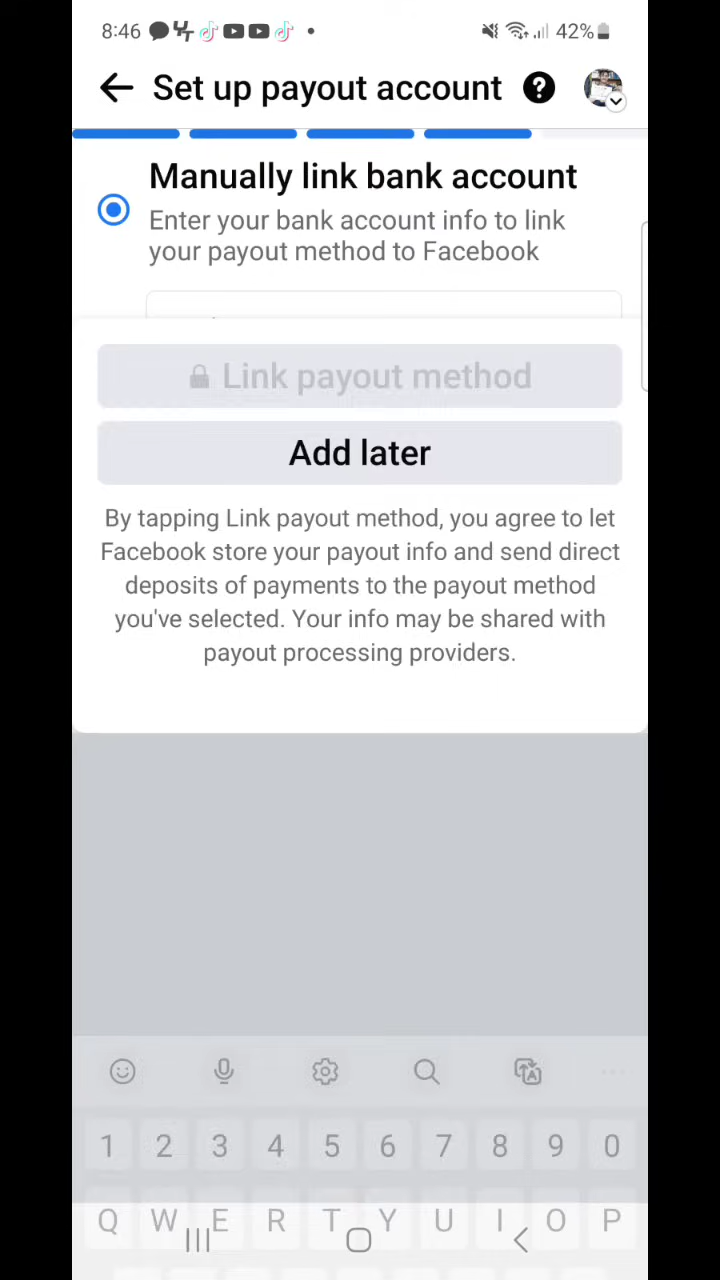 8:46
42%
Set up payout account
Manually link bank account
Enter your bank account info to link
your payout method to Facebook
Link payout method
Add later
By tapping Link payout method, you agree to let
Facebook store your payout info and send direct
deposits of payments to the payout method
you've selected. Your info may be shared with
payout processing providers.
1 2 3 4 5 6 7 8 9 0
Q W E R T Y U I O P